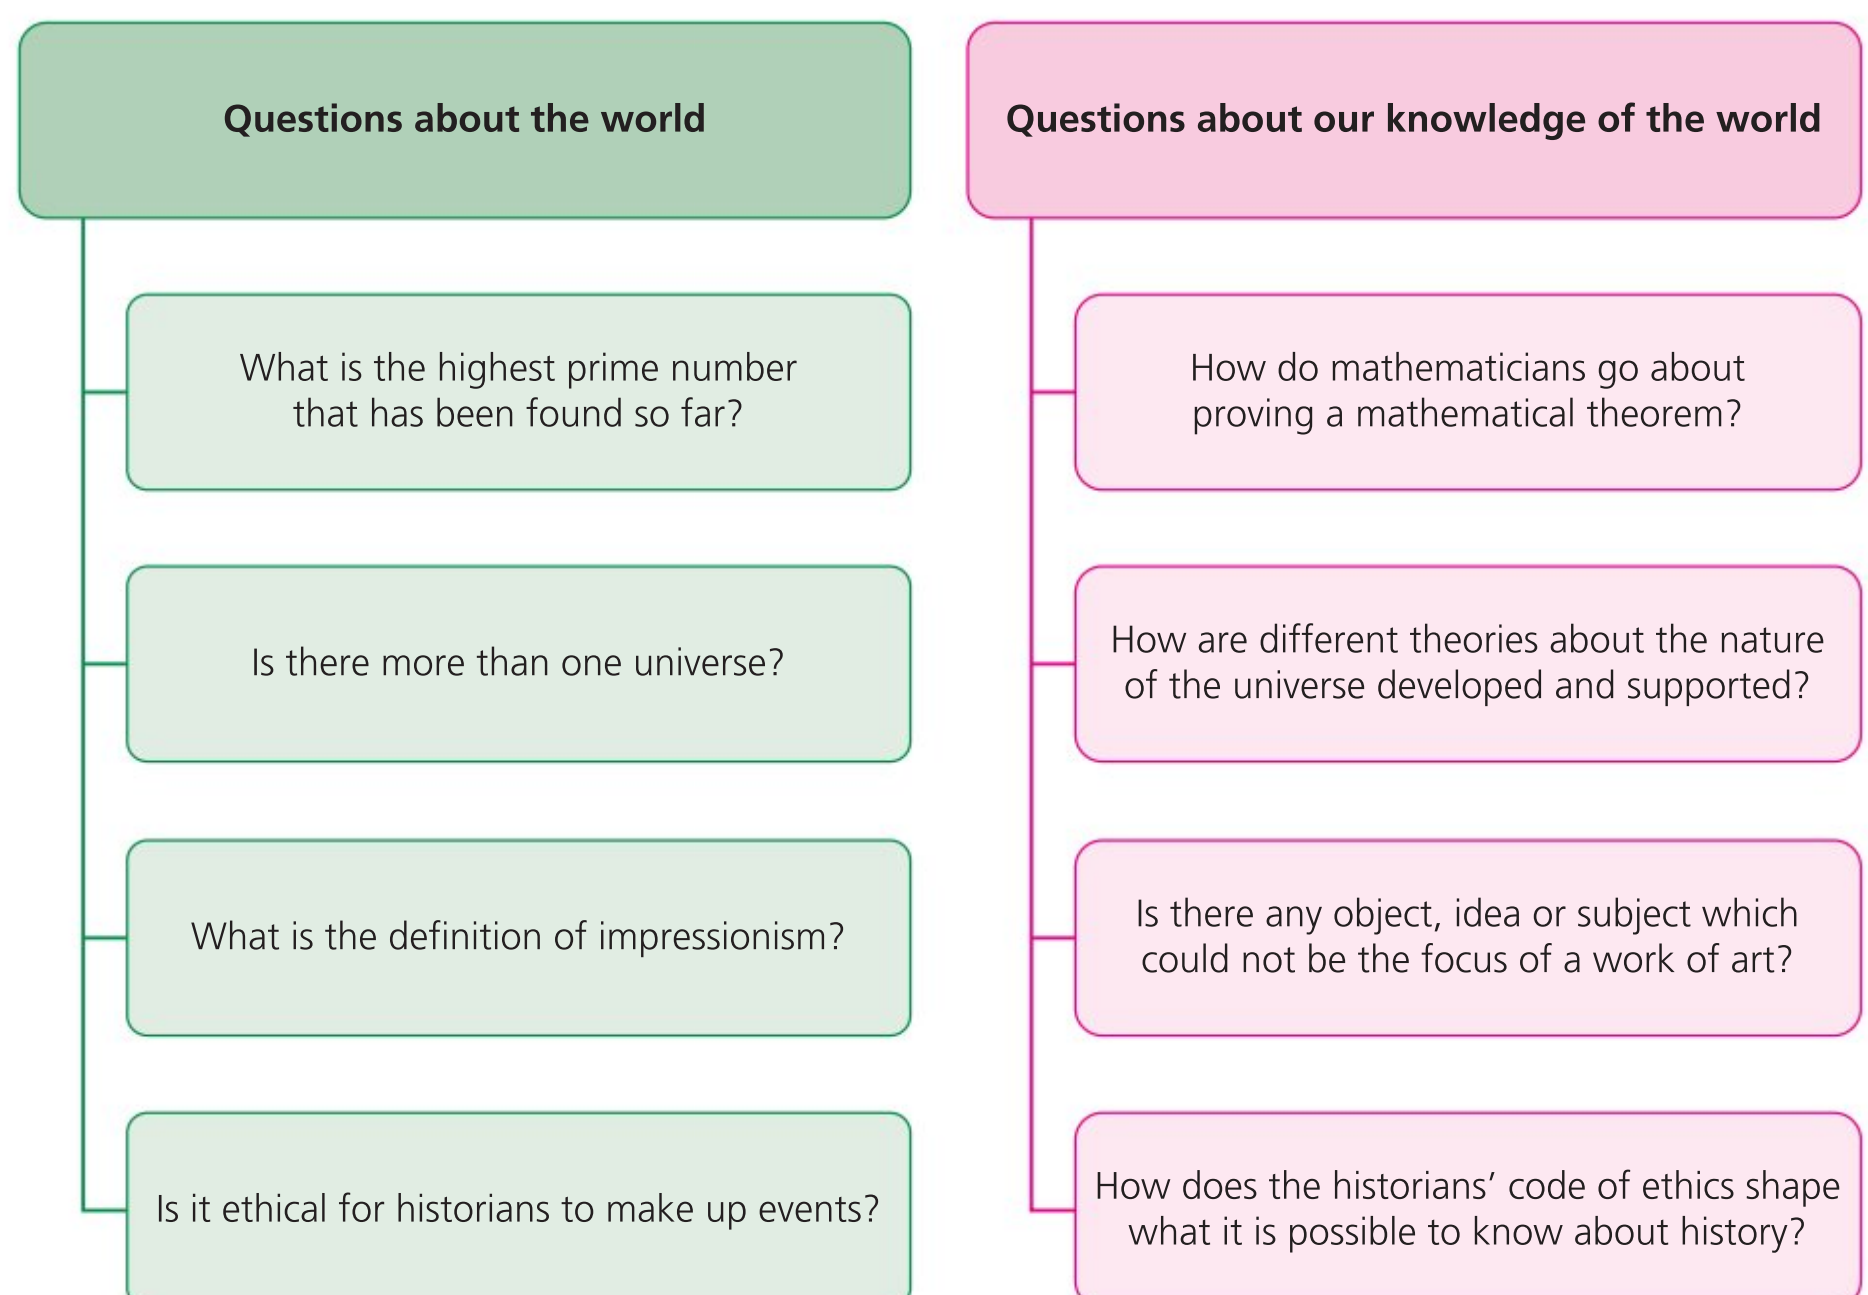 Questions about the world
What is the highest prime number
that has been found so far?
Is there more than one universe?
What is the definition of impressionism?
Is it ethical for historians to make up events?
Questions about our knowledge of the world
How do mathematicians go about
proving a mathematical theorem?
How are different theories about the nature
of the universe developed and supported?
Is there any object, idea or subject which
could not be the focus of a work of art?
How does the historians’ code of ethics shape
what it is possible to know about history?